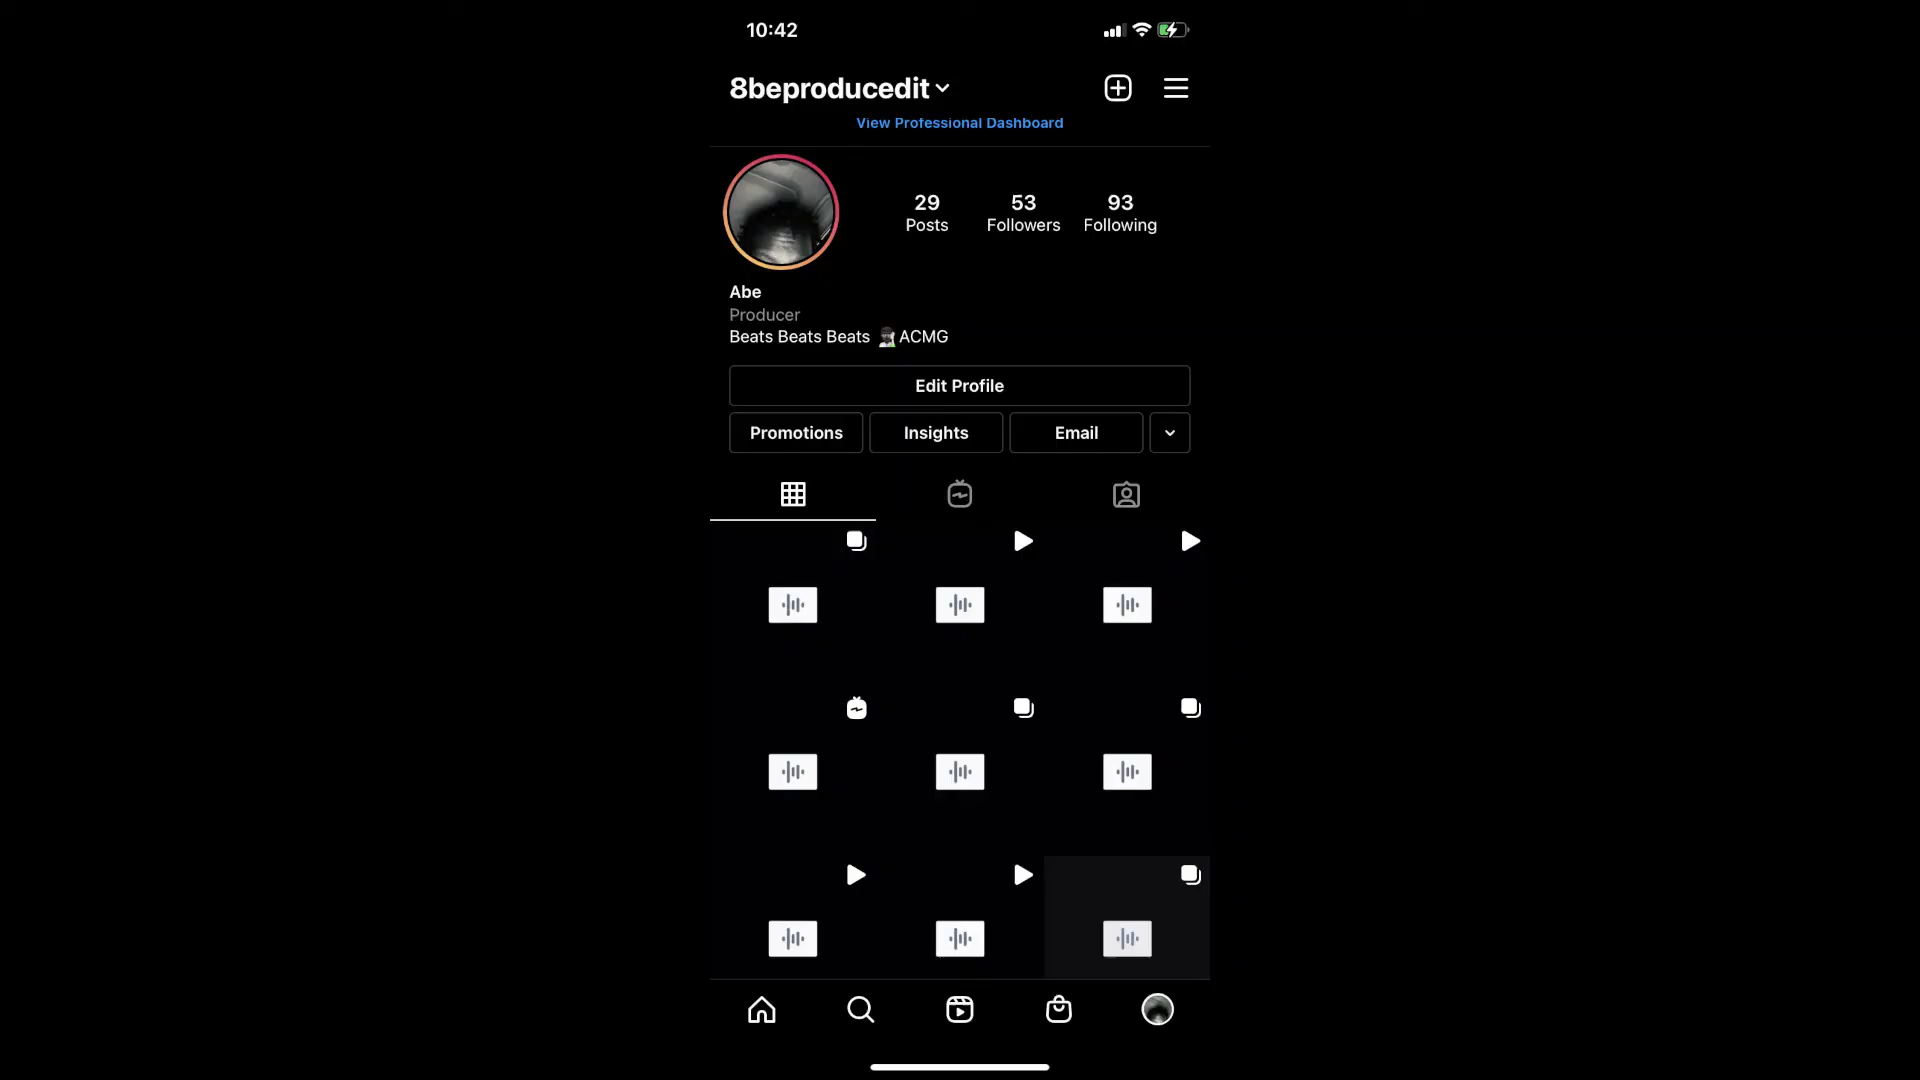 10:42
8beproducedit
View Professional Dashboard
29 53 93
Posts Followers Following
Abe
Producer
Beats Beats Beats ACMG
Edit Profile
Promotions Insights Email